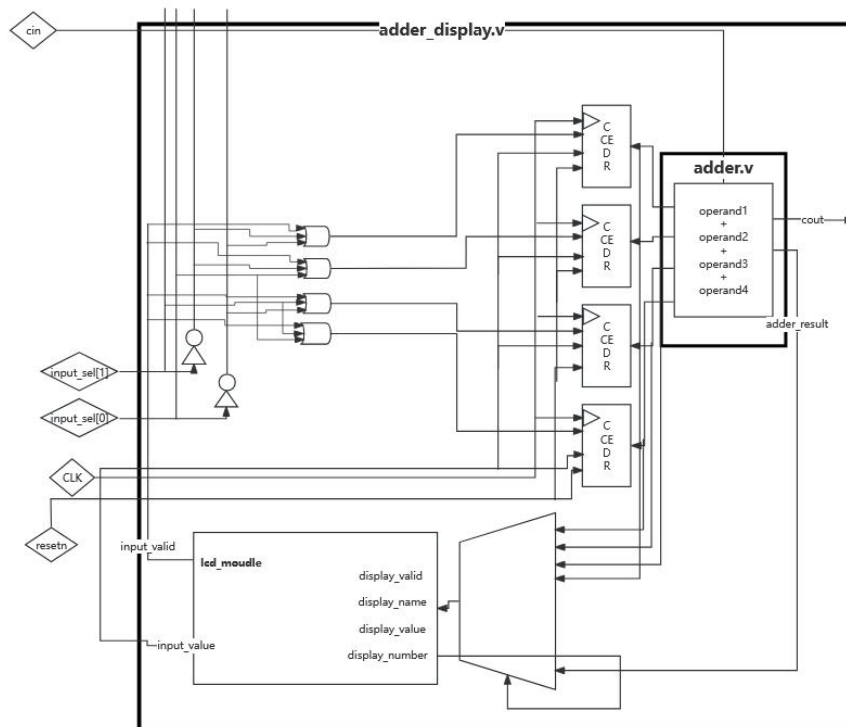 cin
adder_display.v
C
CE
D
R
adder.v
operand1
+
operand2
+
operand3
+
operand4
cout
C
CE
D
R
adder_result
C
CE
D
R
input_sel[1]
input_sel[0]
C
CE
D
R
CLK
resetn
input_valid
lcd_moudle
display_valid
display_name
display_value
display_number
input_value